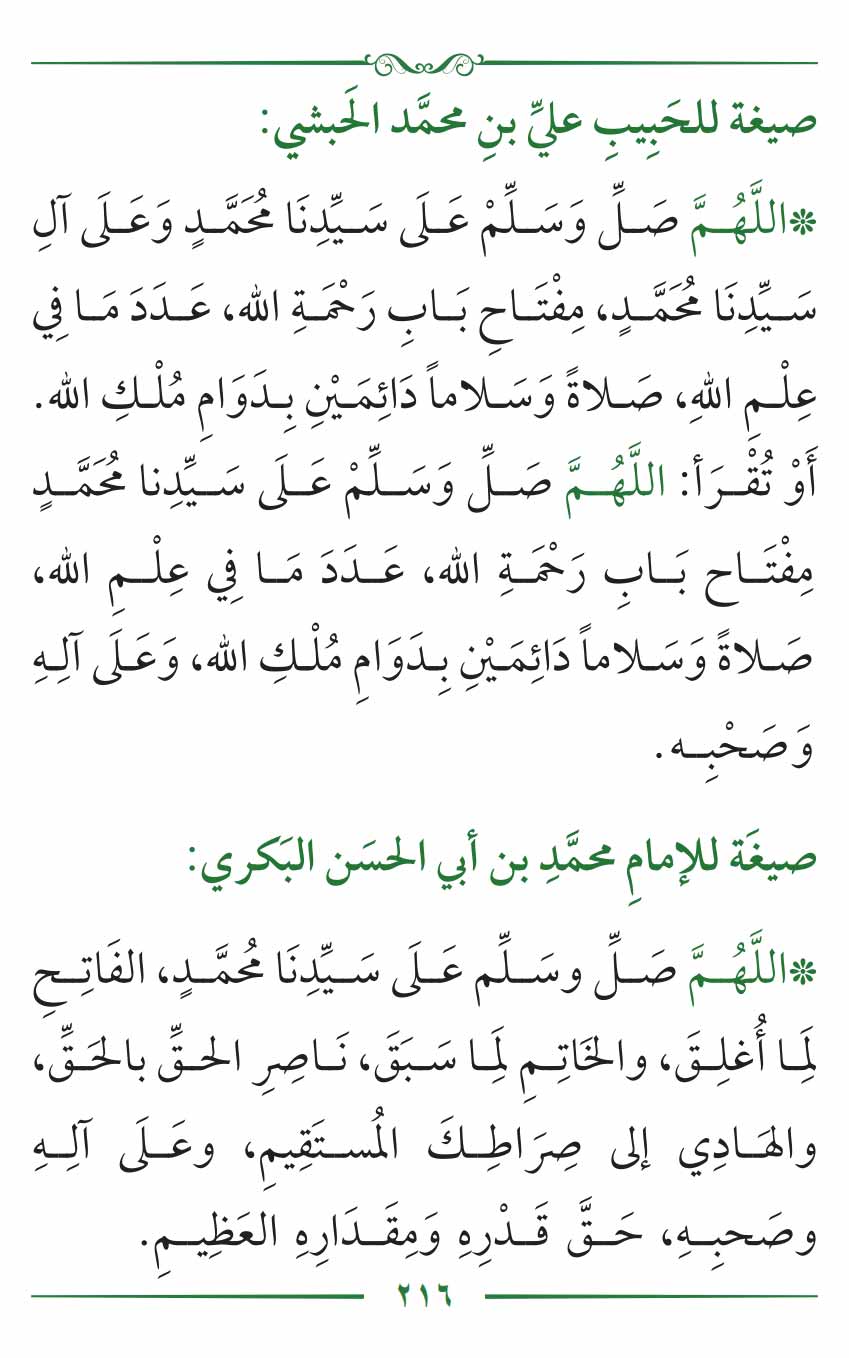 صيغة للحَبِيبِ عليِّ بنِ محمَّد الحَبشي:
❊اللَّهُـمَّ صَـلِّ وَسَـلِّمْ عَـلَى سَـيِّدِنَا مُحَمَّـدٍ وَعَـلَى آلِ
سَـيِّدِنَا مُحَمَّـدٍ، مِفْتَـاحِ بَـابِ رَحْمَـةِ الله، عَـدَدَ مَـا فِي
عِلْـمِ اللهِ، صَـلاةً وَسَـلاماً دَائِمَـيْنِ بِـدَوَامِ مُلْـكِ الله.
أَوْ تُقْـرَأ: اللَّهُـمَّ صَـلِّ وَسَـلِّمْ عَـلَى سَـيِّدِنا مُحَمَّـدٍ
مِفْتَـاح بَـابِ رَحْمَـةِ الله، عَـدَدَ مَـا فِي عِلْـمِ الله،
صَـلاةً وَسَـلاماً دَائِمَـيْنِ بِـدَوَامِ مُلْـكِ الله، وَعَـلَى آلِـهِ
وَصَحْبِـه.
صيغَة للإمامِ محمَّدِ بن أبي الحسَن البَكري:
❊اللَّهُـمَّ صَـلِّ وسَـلِّم عَـلَى سَـيِّدِنَا مُحَمَّـدٍ، الفَاتِـحِ
لِمَـا أُغلِـقَ، والخَاتِـمِ لِمَـا سَـبَقَ، نَـاصِرِ الحـقِّ بالحَـقِّ،
والهَـادِي إلى صِرَاطِـكَ المُسـتَقِيمِ، وعَـلَى آلِـهِ
وصَحبِـهِ، حَـقَّ قَـدْرِهِ وَمِقَـدَارِهِ العَظِيـمِ.
٢١٦